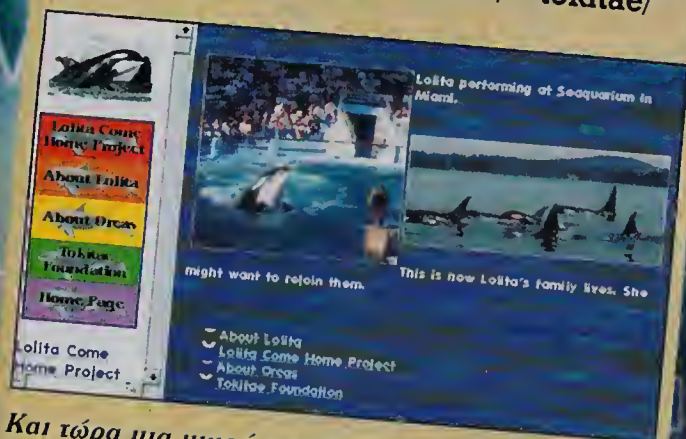 tokitae/
Lolita Come
Home Project
About Lolita
About Orcas
Tokitae
Foundation
Home Page
Lolita Come
Home Project
Lolita performing at Seaquarium in
Miami.
might want to rejoin them.
This is how Lolita's family lives. She
About Lolita
Lolita Come Home Project
About Orcas
Tokitae Foundation
Και τώρα μια